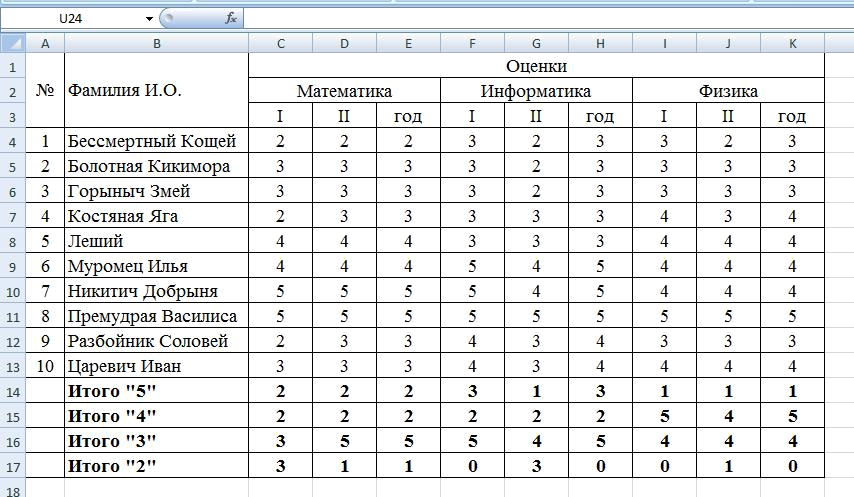 U24 fx
A B C D E F G H I J K
1 Оценки
2 № Фамилия И.О. Математика Информатика Физика
3 I II год I II год I II год
4 1 Бессмертный Кощей 2 2 2 3 2 3 3 2 3
5 2 Болотная Кикимора 3 3 3 3 2 3 3 3 3
6 3 Горыныч Змей 3 3 3 3 2 3 3 3 3
7 4 Костяная Яга 2 3 3 3 3 3 4 3 4
8 5 Леший 4 4 4 3 3 3 4 4 4
9 6 Муромец Илья 4 4 4 5 4 5 4 4 4
10 7 Никитич Добрыня 5 5 5 5 4 5 4 4 4
11 8 Премудрая Василиса 5 5 5 5 5 5 5 5 5
12 9 Разбойник Соловей 2 3 3 4 3 4 3 3 3
13 10 Царевич Иван 3 3 3 4 3 4 4 4 4
14 Итого "5" 2 2 2 3 1 3 1 1 1
15 Итого "4" 2 2 2 2 2 2 5 4 5
16 Итого "3" 3 5 5 5 4 5 4 4 4
17 Итого "2" 3 1 1 0 3 0 0 1 0
18